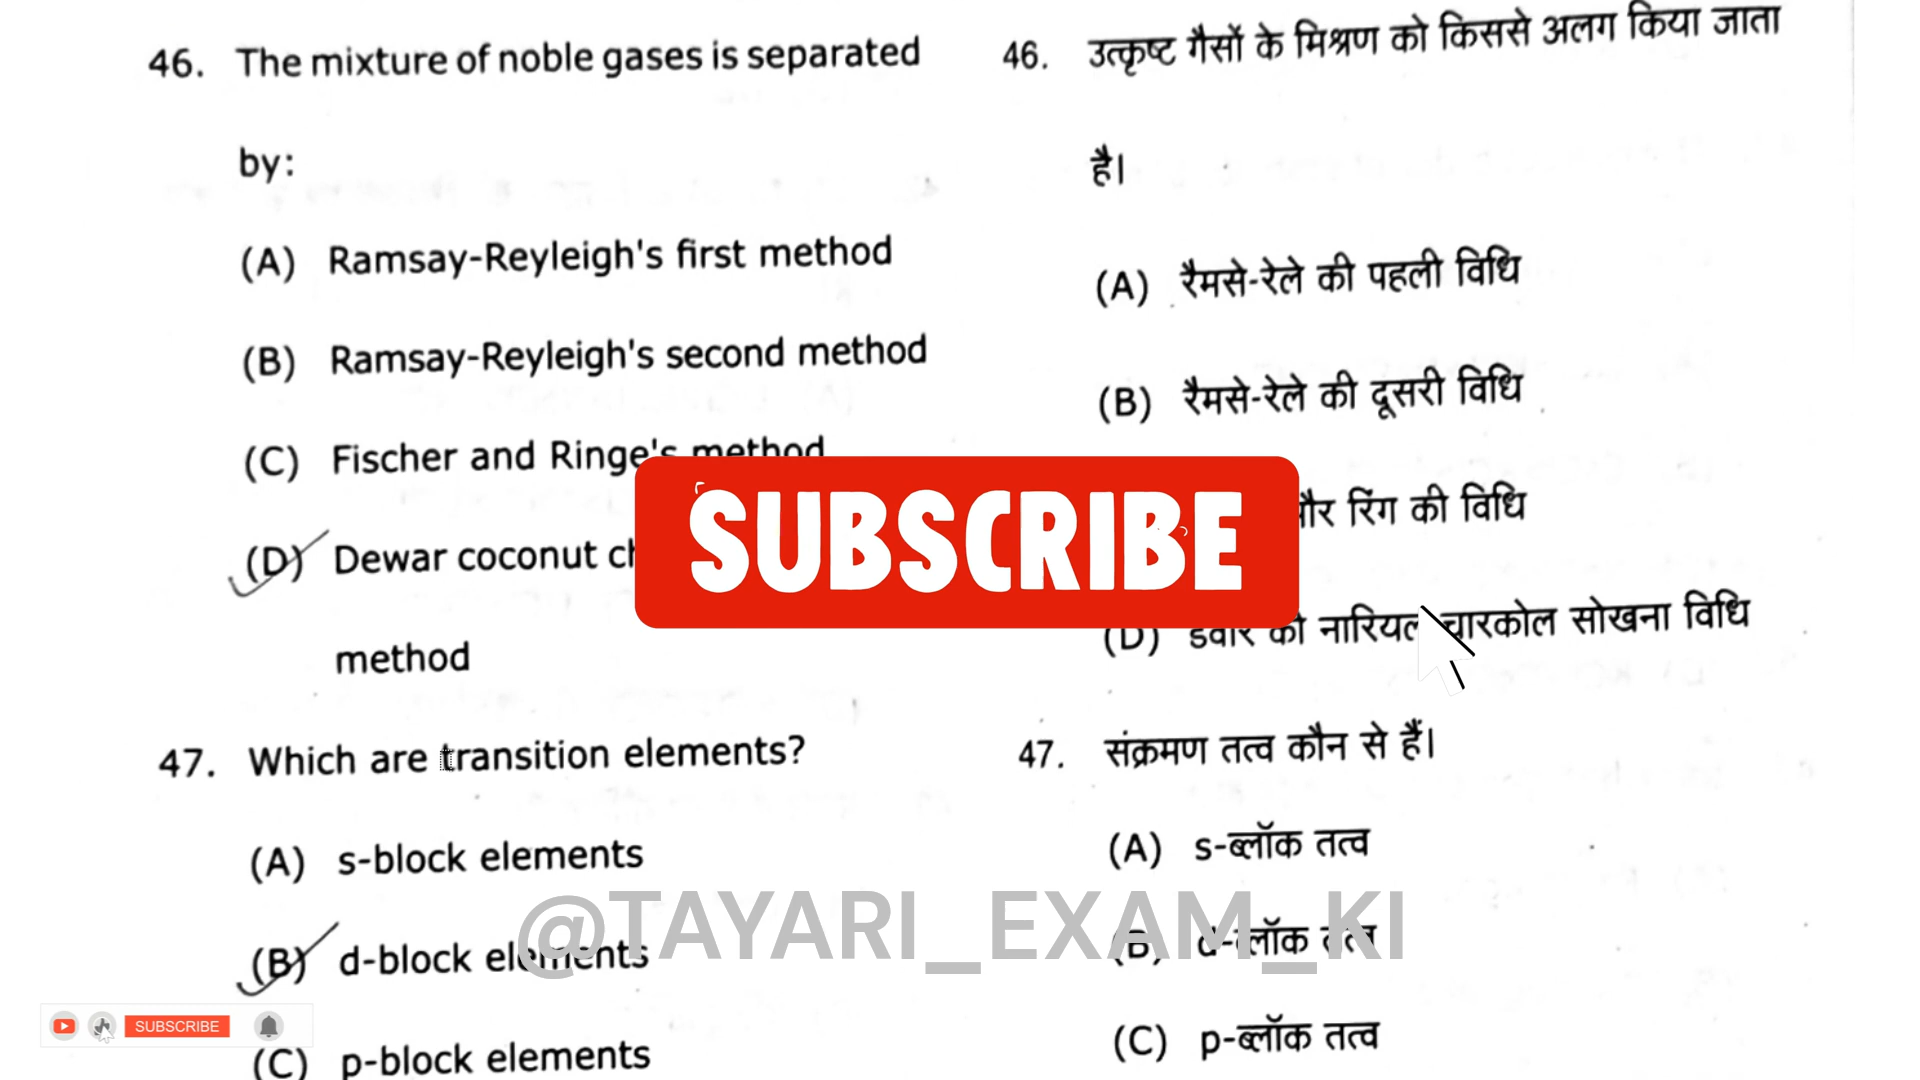 46. The mixture of noble gases is separated
by:
(A) Ramsay-Reyleigh's first method
(B) Ramsay-Reyleigh's second method
(C) Fischer and Ringe's method
(D) Dewar coconut
method
47. Which are transition elements?
(A) s-block elements
(B) d-block elements
(C) p-block elements
46. उत्कृष्ट गैसों के मिश्रण को किससे अलग किया जाता
है।
(A) रैमसे-रेले की पहली विधि
(B) रैमसे-रेले की दूसरी विधि
और रिंग की विधि
(D) डेवार की नारियल चारकोल सोखना विधि
47. संक्रमण तत्व कौन से हैं।
(A) s-ब्लॉक तत्व
(B) d-ब्लॉक तत्व
(C) p-ब्लॉक तत्व
SUBSCRIBE
@TAYARI_EXAM_KI
SUBSCRIBE